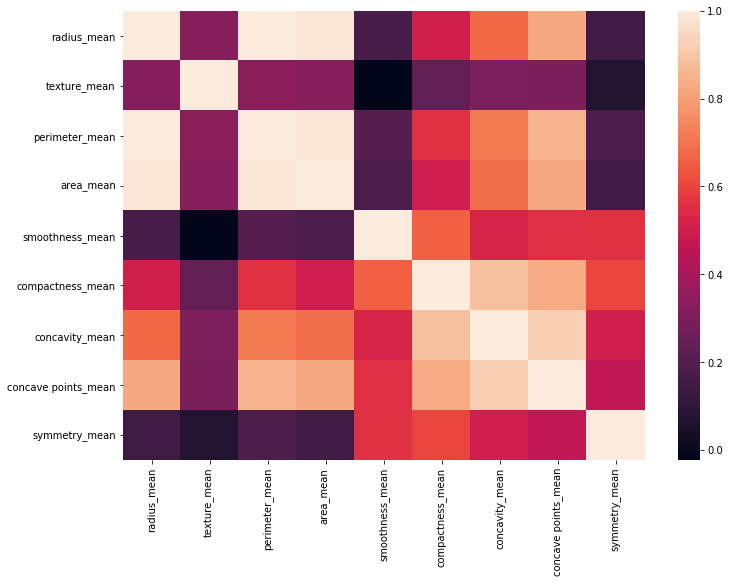 radius_mean
texture_mean
perimeter_mean
area_mean
smoothness_mean
compactness_mean
concavity_mean
concave points_mean
symmetry_mean
radius_mean
texture_mean
perimeter_mean
area_mean
smoothness_mean
compactness_mean
concavity_mean
concave points_mean
symmetry_mean
1.0
0.8
0.6
0.4
0.2
0.0